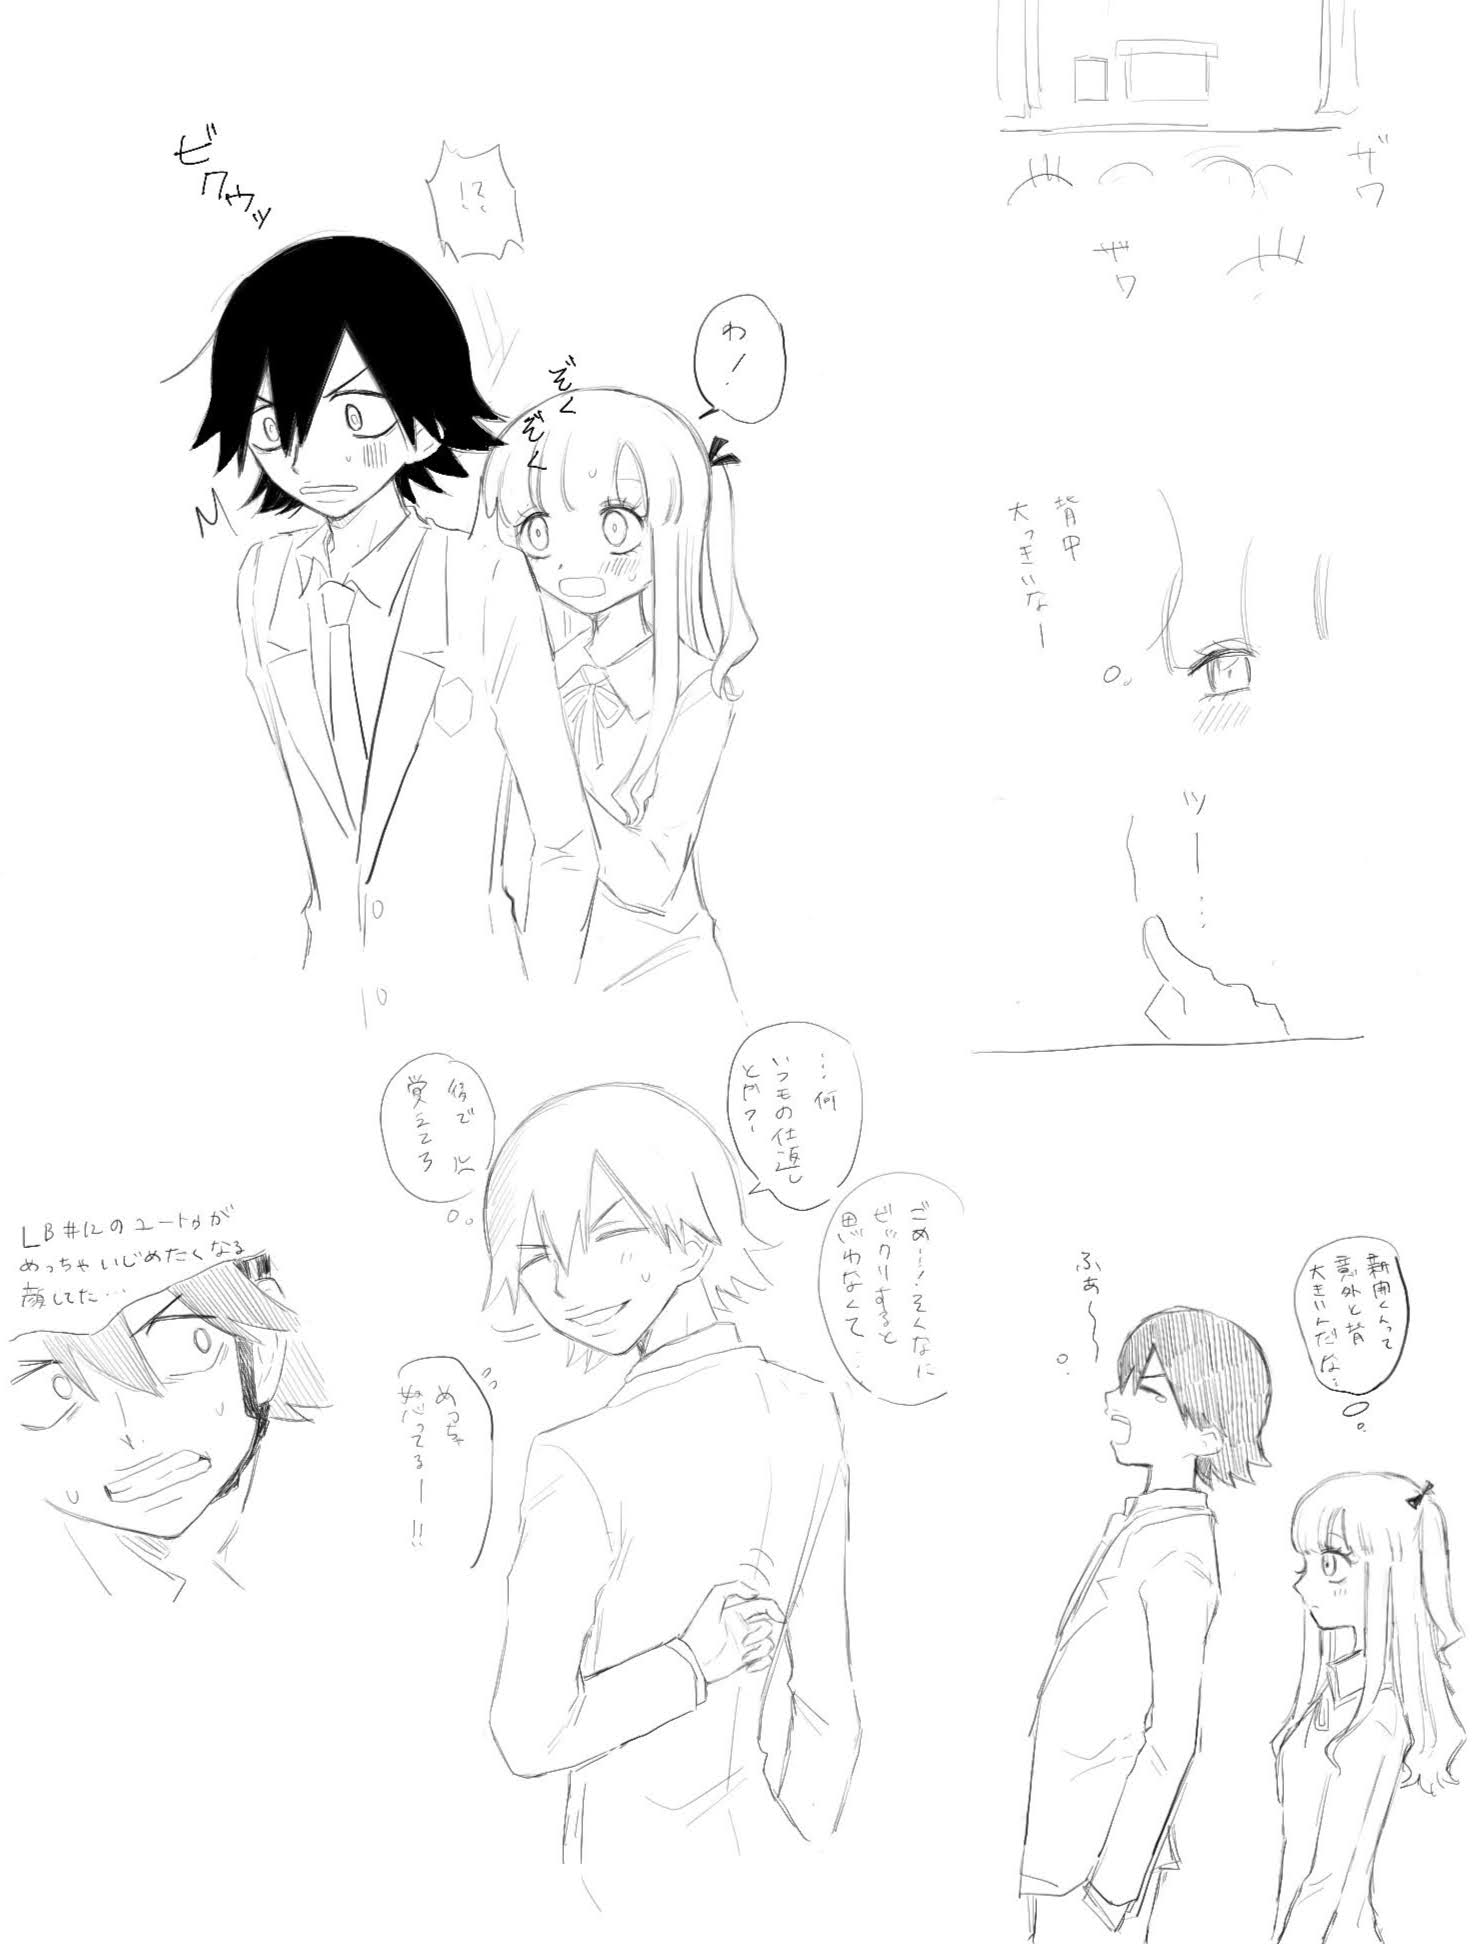 ザワ
ザワ
背中
大っきいなー
ツー…
ビクゥッ
!?
わ!
ぞく
ぞく
…何
いつもの仕返し
とか?
後で
覚えてろ
ごめー!そんなに
ビックリすると
思わなくて…
めっちゃ
怒ってるー!!
新開くんって
意外と背
大きいんだな…
ふぁ〜〜
LB#12のユートが
めっちゃいじめたくなる
顔してた…